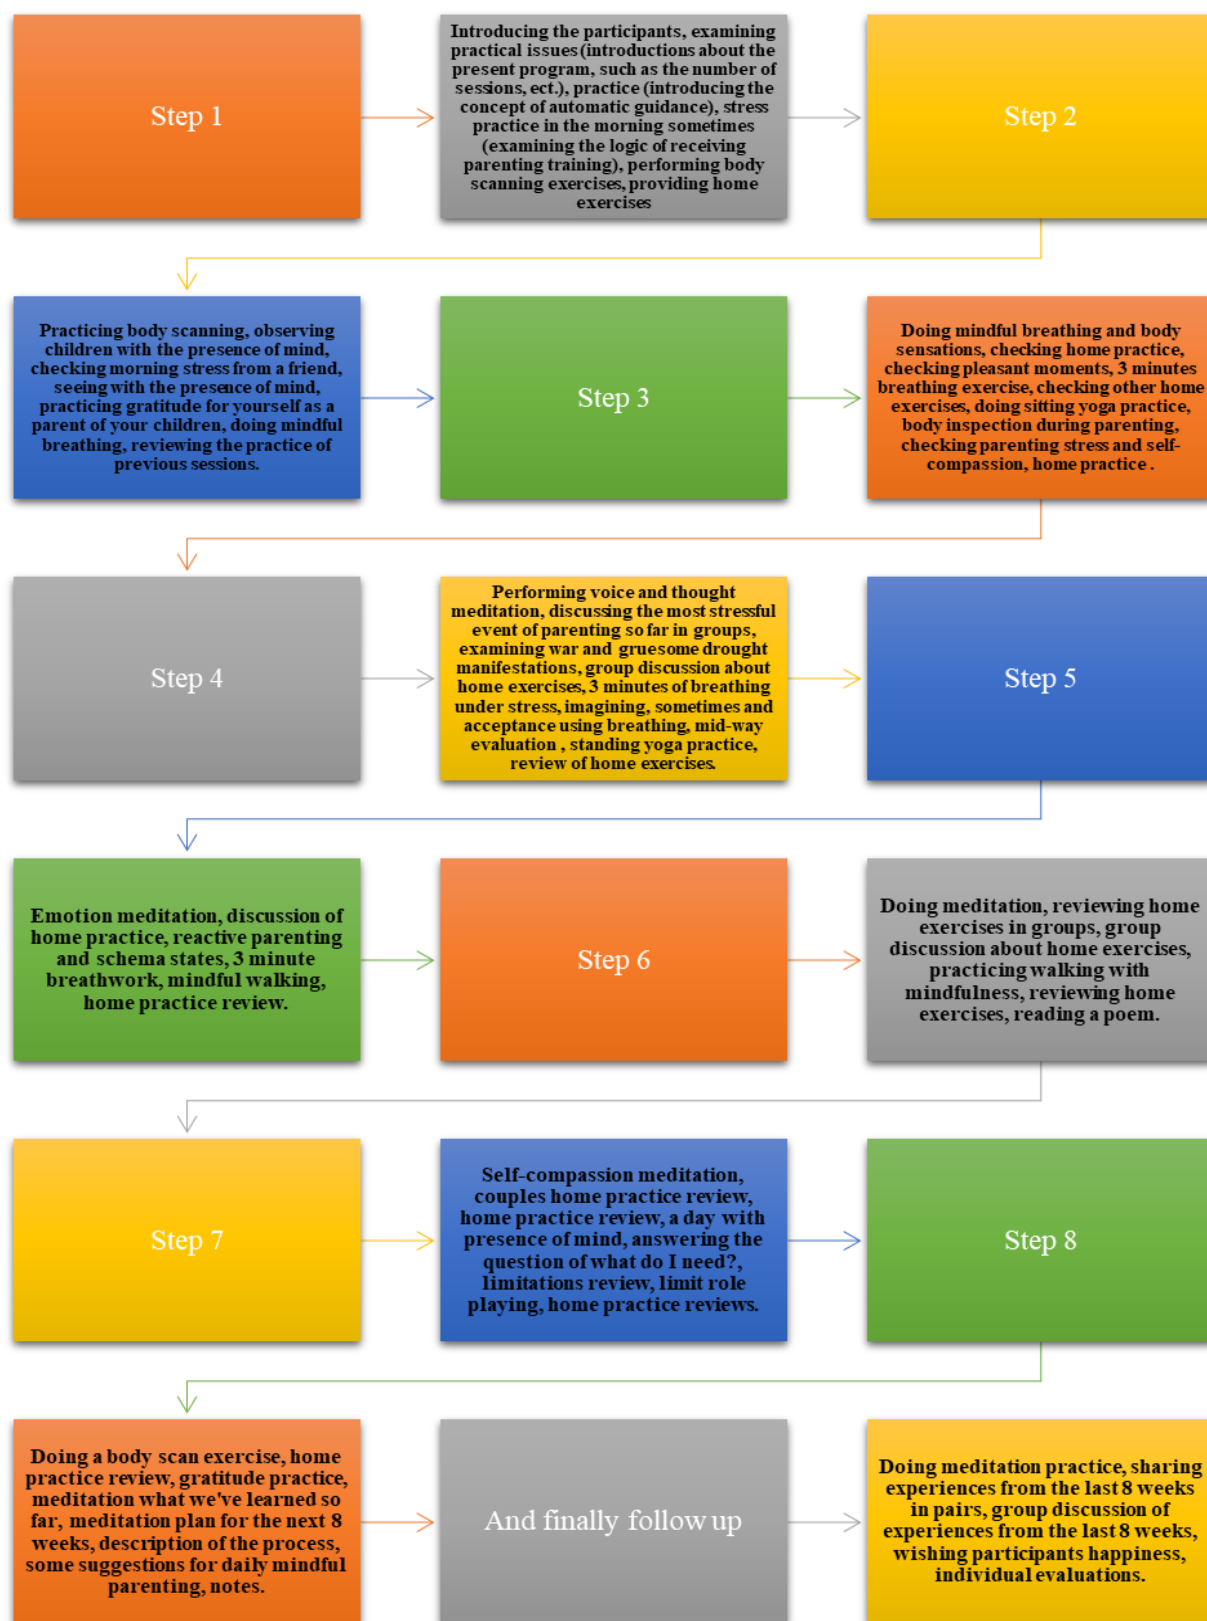 Step 1
Introducing the participants, examining
practical issues (introductions about the
present program, such as the number of
sessions, ect.), practice (introducing the
concept of automatic guidance), stress
practice in the morning sometimes
(examining the logic of receiving
parenting training), performing body
scanning exercises, providing home
exercises
Step 2
Practicing body scanning, observing
children with the presence of mind,
checking morning stress from a friend,
seeing with the presence of mind,
practicing gratitude for yourself as a
parent of your children, doing mindful
breathing, reviewing the practice of
previous sessions.
Step 3
Doing mindful breathing and body
sensations, checking home practice,
checking pleasant moments, 3 minutes
breathing exercise, checking other home
exercises, doing sitting yoga practice,
body inspection during parenting,
checking parenting stress and self-
compassion, home practice .
Step 4
Performing voice and thought
meditation, discussing the most stressful
event of parenting so far in groups,
examining war and gruesome drought
manifestations, group discussion about
home exercises, 3 minutes of breathing
under stress, imagining, sometimes and
acceptance using breathing, mid-way
evaluation , standing yoga practice,
review of home exercises.
Step 5
Emotion meditation, discussion of
home practice, reactive parenting
and schema states, 3 minute
breathwork, mindful walking,
home practice review.
Step 6
Doing meditation, reviewing home
exercises in groups, group
discussion about home exercises,
practicing walking with
mindfulness, reviewing home
exercises, reading a poem.
Step 7
Self-compassion meditation,
couples home practice review,
home practice review, a day with
presence of mind, answering the
question of what do I need?,
limitations review, limit role
playing, home practice reviews.
Step 8
Doing a body scan exercise, home
practice review, gratitude practice,
meditation what we've learned so
far, meditation plan for the next 8
weeks, description of the process,
some suggestions for daily mindful
parenting, notes.
And finally follow up
Doing meditation practice, sharing
experiences from the last 8 weeks
in pairs, group discussion of
experiences from the last 8 weeks,
wishing participants happiness,
individual evaluations.